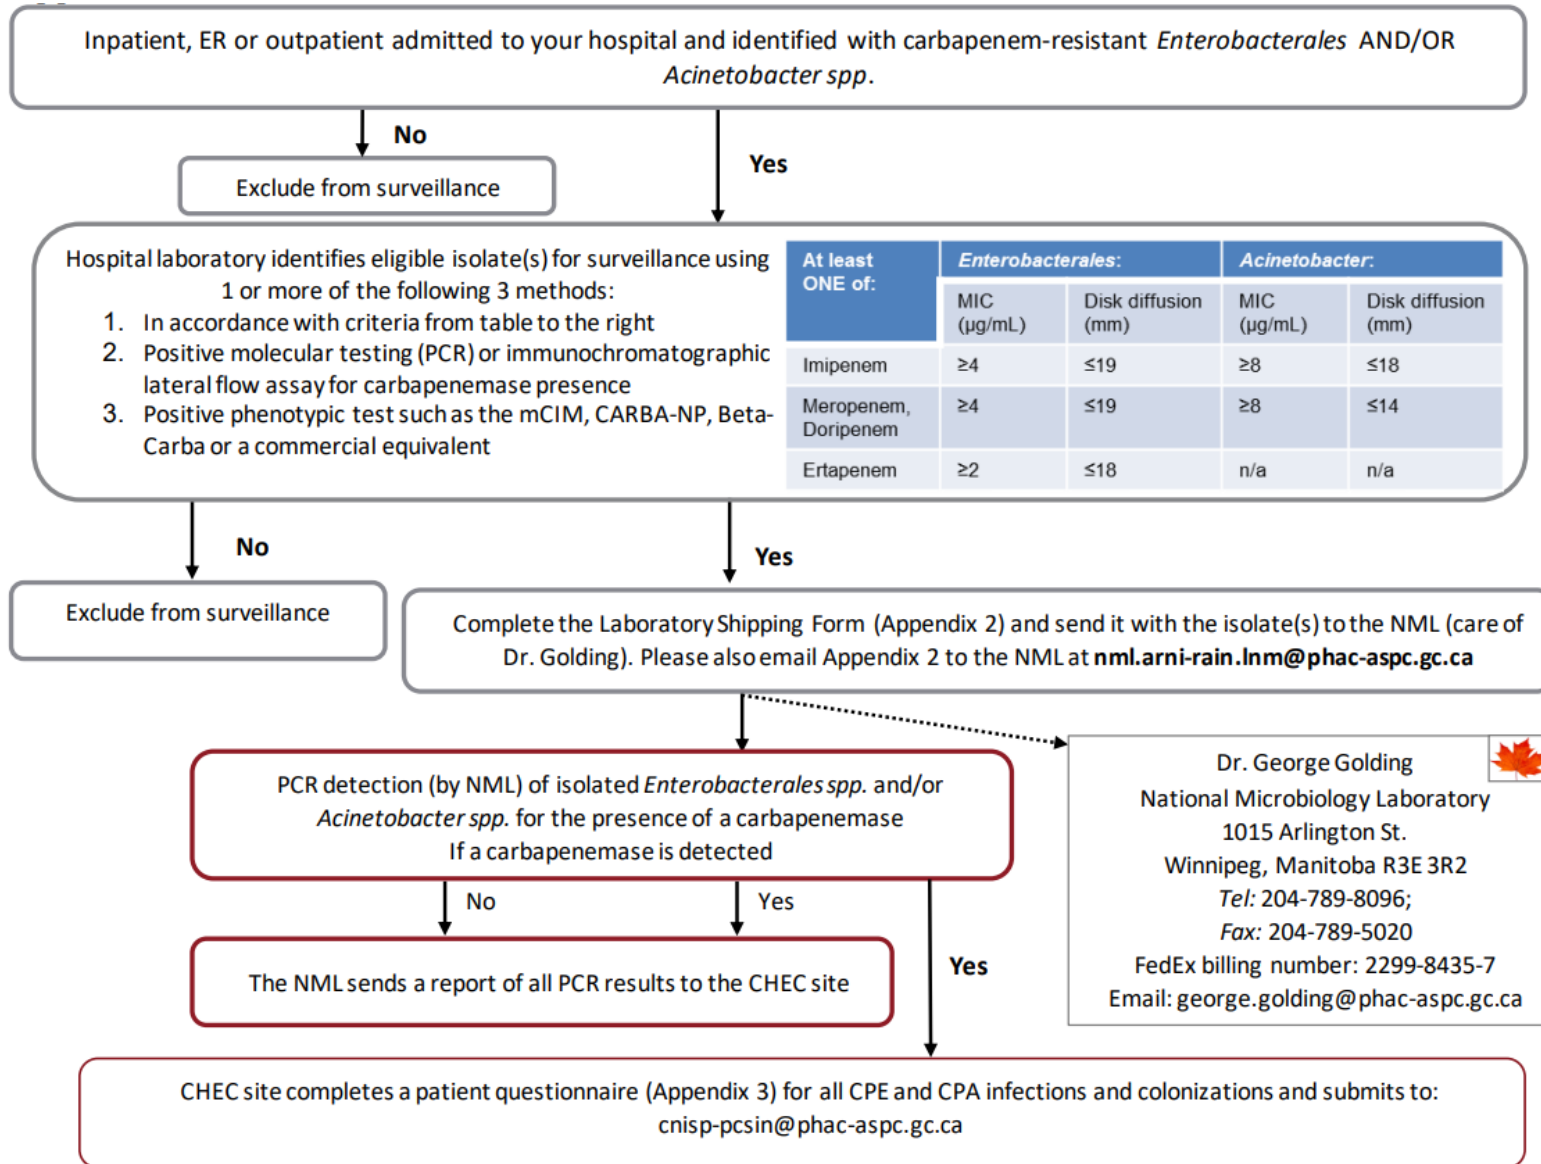 Inpatient, ER or outpatient admitted to your hospital and identified with carbapenem-resistant Enterobacterales AND/OR
Acinetobacter spp.
No
Yes
Exclude from surveillance
Hospital laboratory identifies eligible isolate(s) for surveillance using
1 or more of the following 3 methods:
1. In accordance with criteria from table to the right
2. Positive molecular testing (PCR) or immunochromatographic
lateral flow assay for carbapenemase presence
3. Positive phenotypic test such as the mCIM, CARBA-NP, Beta-
Carba or a commercial equivalent
At least
ONE of:
Enterobacterales:
Acinetobacter:
MIC
(µg/mL)
Disk diffusion
(mm)
MIC
(µg/mL)
Disk diffusion
(mm)
Imipenem ≥4 ≤19 ≥8 ≤18
Meropenem,
Doripenem
≥4 ≤19 ≥8 ≤14
Ertapenem ≥2 ≤18 n/a n/a
No
Yes
Exclude from surveillance
Complete the Laboratory Shipping Form (Appendix 2) and send it with the isolate(s) to the NML (care of
Dr. Golding). Please also email Appendix 2 to the NML at nml.arni-rain.lnm@phac-aspc.gc.ca
PCR detection (by NML) of isolated Enterobacterales spp. and/or
Acinetobacter spp. for the presence of a carbapenemase
If a carbapenemase is detected
Dr. George Golding
National Microbiology Laboratory
1015 Arlington St.
Winnipeg, Manitoba R3E 3R2
Tel: 204-789-8096;
Fax: 204-789-5020
FedEx billing number: 2299-8435-7
Email: george.golding@phac-aspc.gc.ca
No
Yes
Yes
The NML sends a report of all PCR results to the CHEC site
CHEC site completes a patient questionnaire (Appendix 3) for all CPE and CPA infections and colonizations and submits to:
cnisp-pcsin@phac-aspc.gc.ca